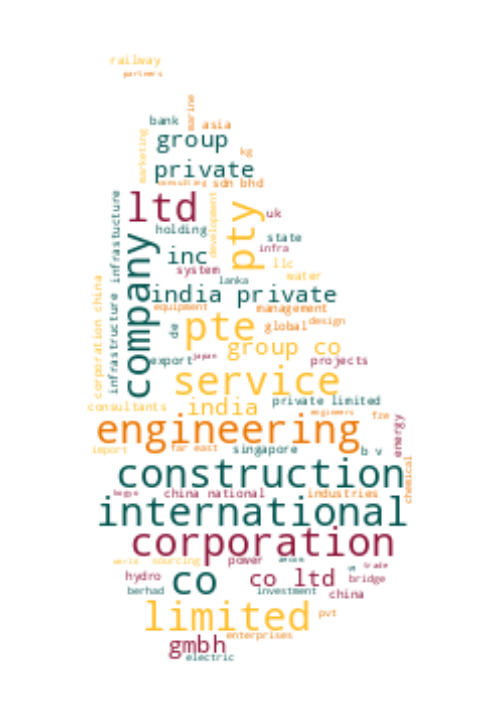 railway
partners
marine
bank
asia
group
marketing
kg
private
consulting
sdn bhd
infrastucture
ltd
development
pty
uk
holding
company
state
inc
infra
system
llc
water
lanka
corporation china
infrastructure
india private
equipment
management
de
pte
global
design
group co
export
japan
projects
service
consultants
india
private limited
engineers
fze
engineering
energy
import
far east
singapore
b v
construction
chemical
china national
industries
international
corporation
world
sourcing
power
trade
hydro
co
co ltd
bridge
berhad
investment
china
limited
pvt
enterprises
gmbh
electric